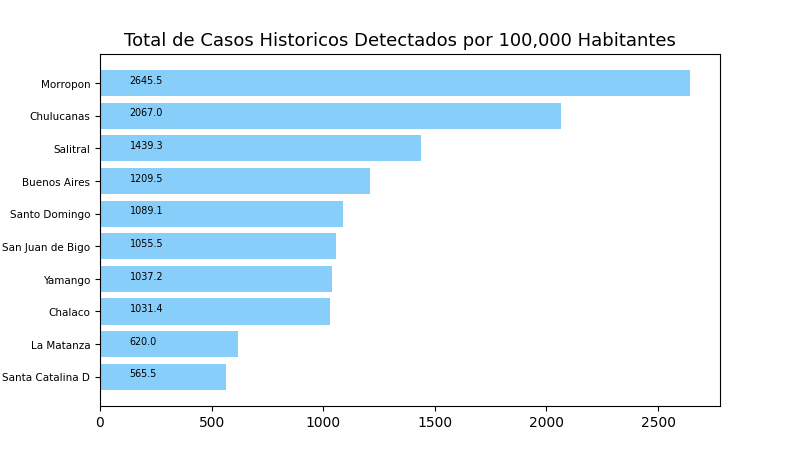 Total de Casos Historicos Detectados por 100,000 Habitantes
Morropon 2645.5
Chulucanas 2067.0
Salitral 1439.3
Buenos Aires 1209.5
Santo Domingo 1089.1
San Juan de Bigo 1055.5
Yamango 1037.2
Chalaco 1031.4
La Matanza 620.0
Santa Catalina D 565.5
0 500 1000 1500 2000 2500